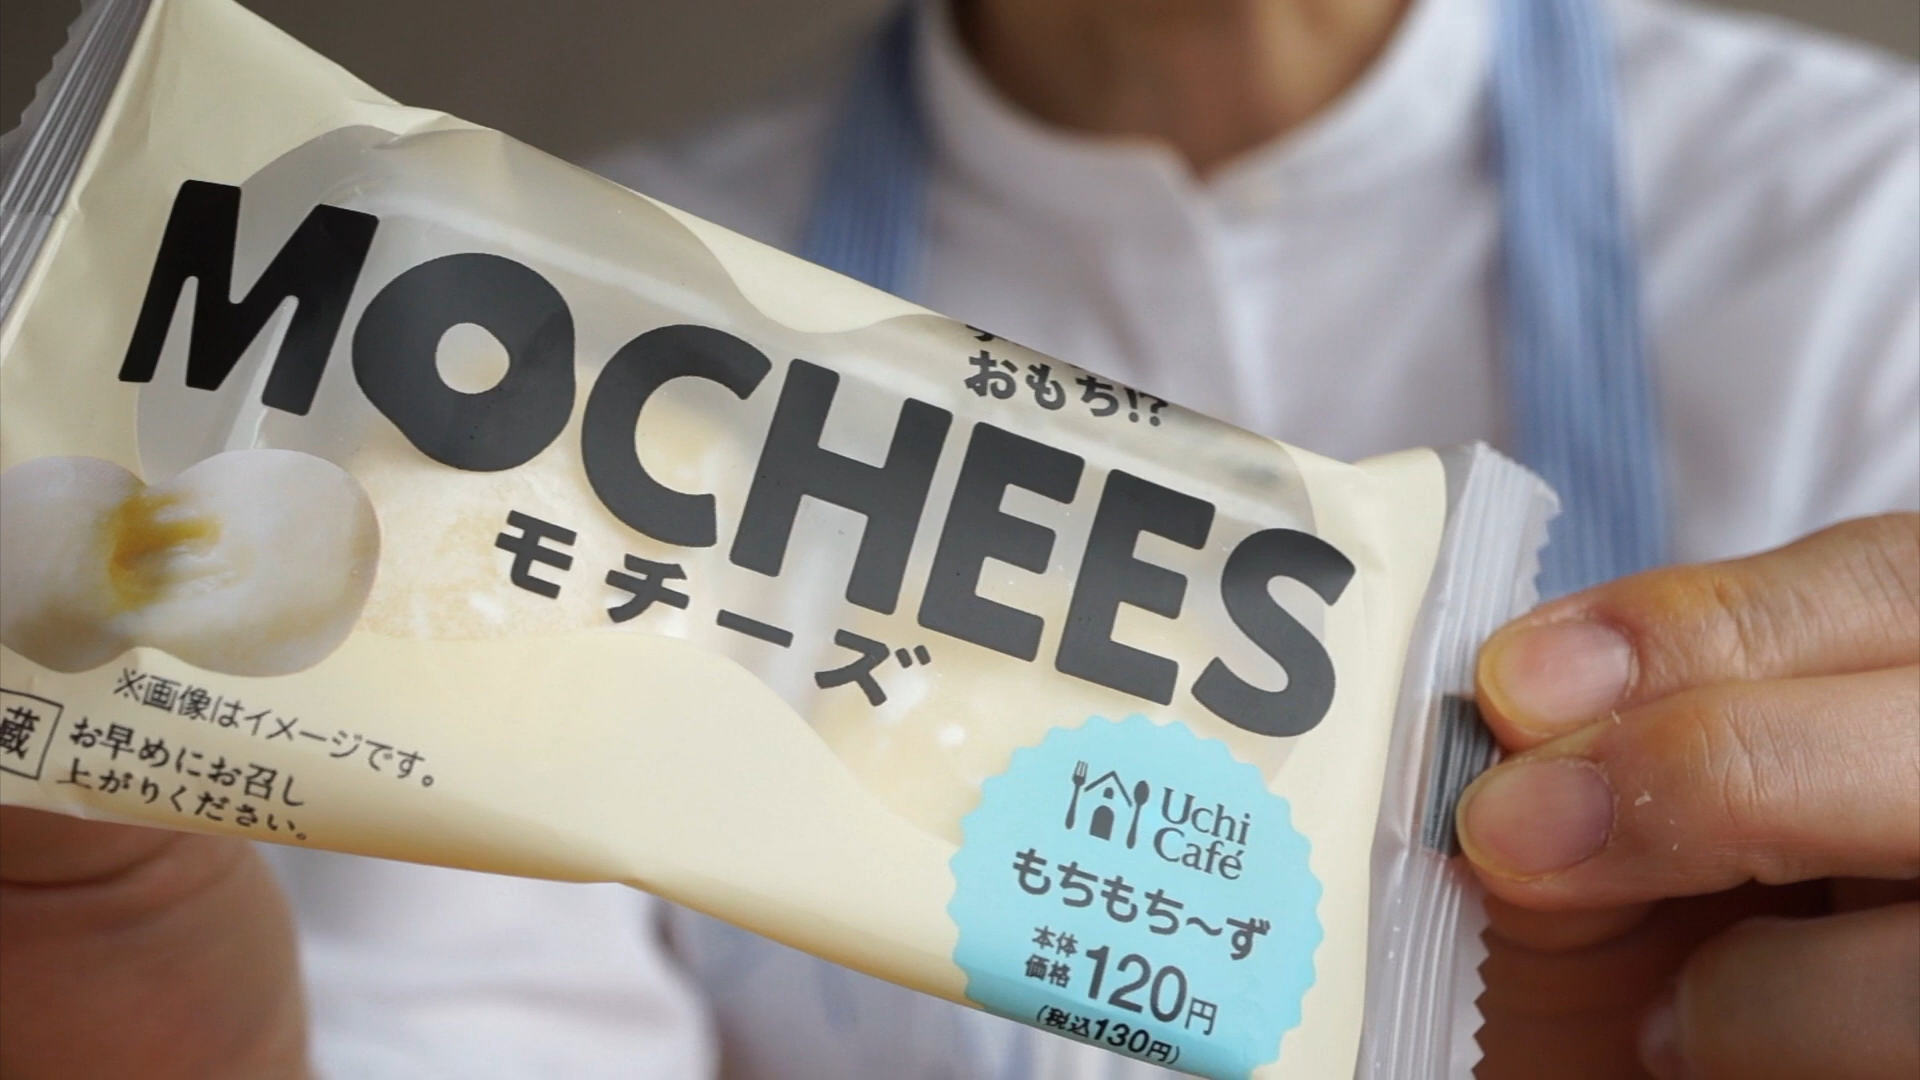 おもち!?
MOCHEES
モチーズ
※画像はイメージです。
蔵
お早めにお召し
上がりください。
Uchi
Café
もちもち〜ず
本体
価格
120円
(税込130円)